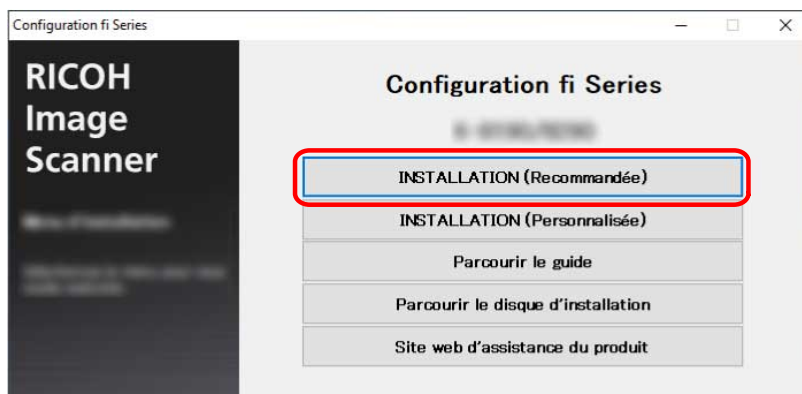 Configuration fi Series
RICOH
Image
Scanner
Configuration fi Series
INSTALLATION (Recommandée)
INSTALLATION (Personnalisée)
Parcourir le guide
Parcourir le disque d'installation
Site web d'assistance du produit